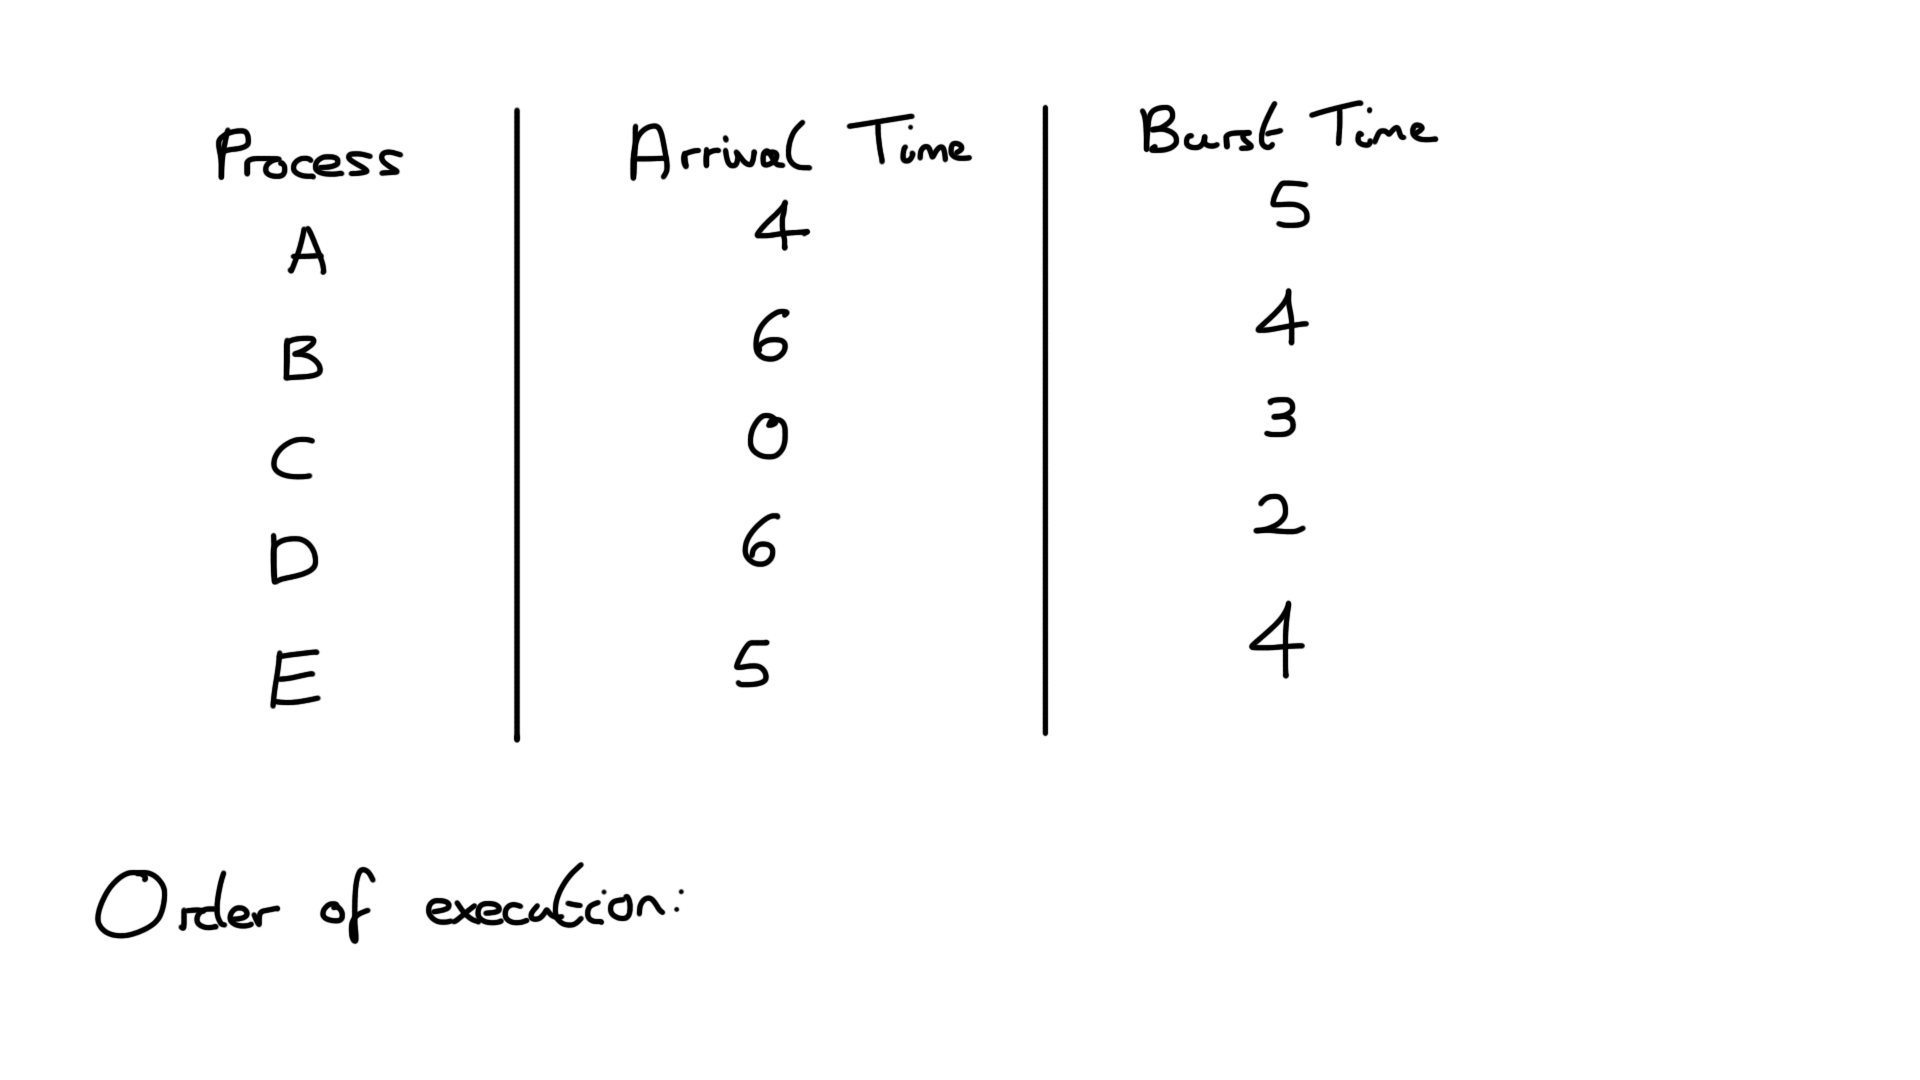 Process Arrival Time Burst Time
A 4 5
B 6 4
C 0 3
D 6 2
E 5 4
Order of execution: